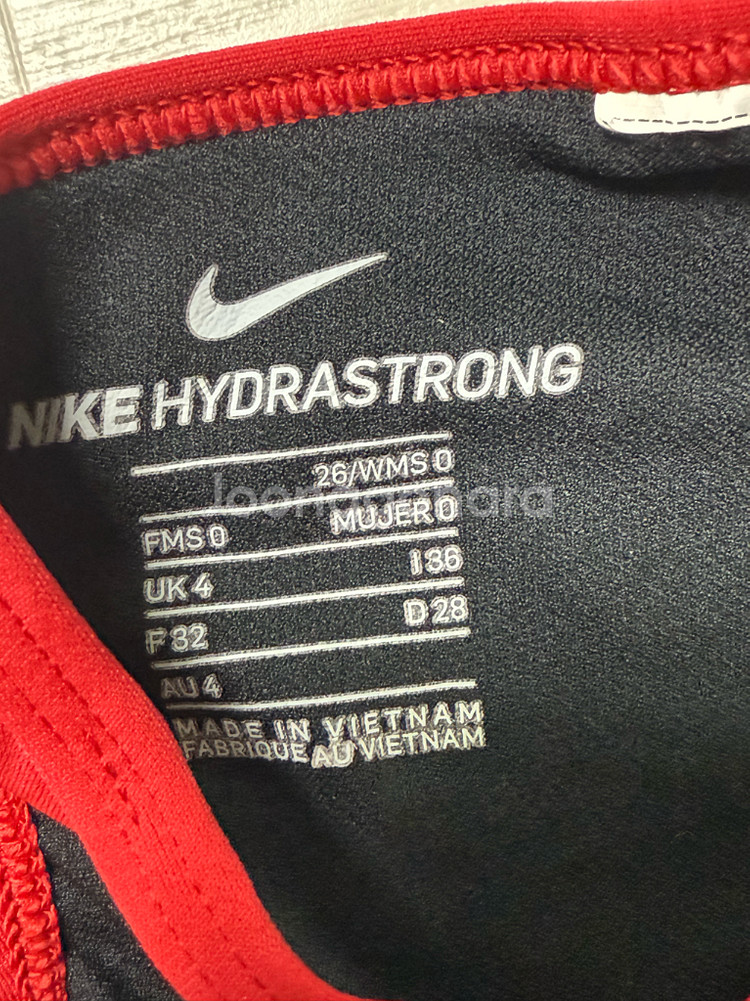 NIKE HYDRASTRONG
26/WMS 0
FMS 0 MUJER 0
UK 4 I 36
F 32 D 28
AU 4
MADE IN VIETNAM
FABRIQUE AU VIETNAM